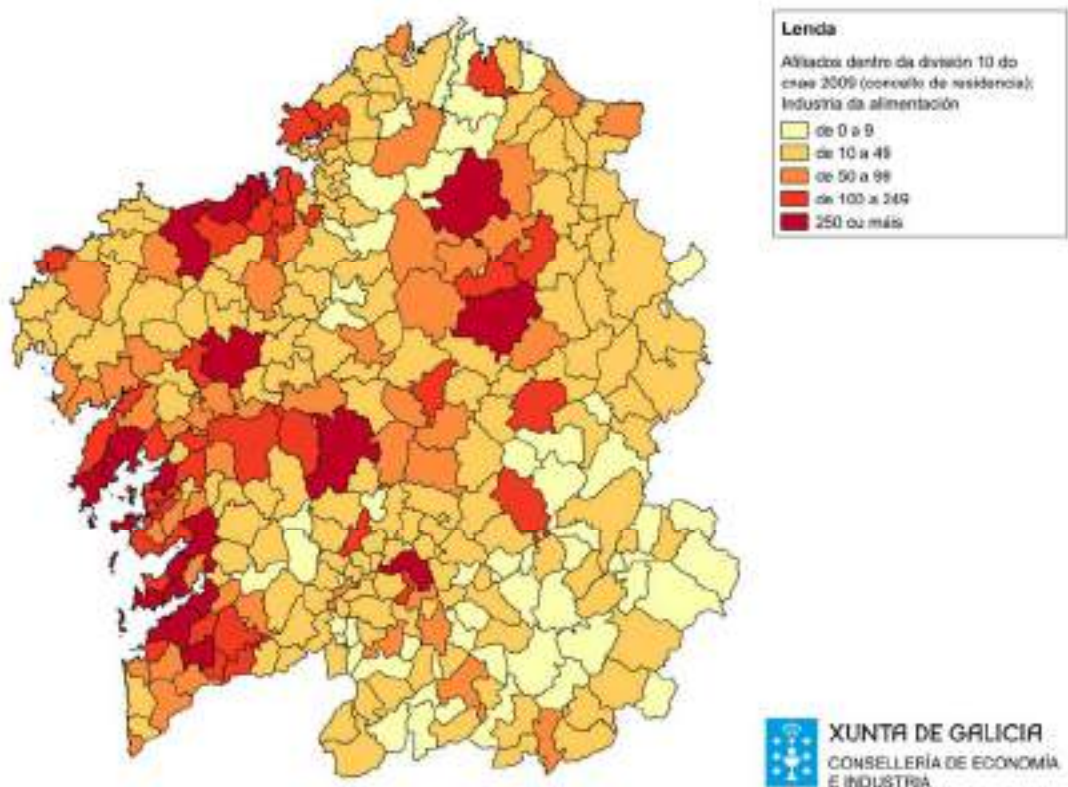 Lenda
Afiliados dentro da división 10 do
cnae 2009 (concello de residencia):
Industria da alimentación
de 0 a 9
de 10 a 49
de 50 a 99
de 100 a 249
250 ou máis
XUNTA DE GALICIA
CONSELLERÍA DE ECONOMÍA
E INDUSTRIA